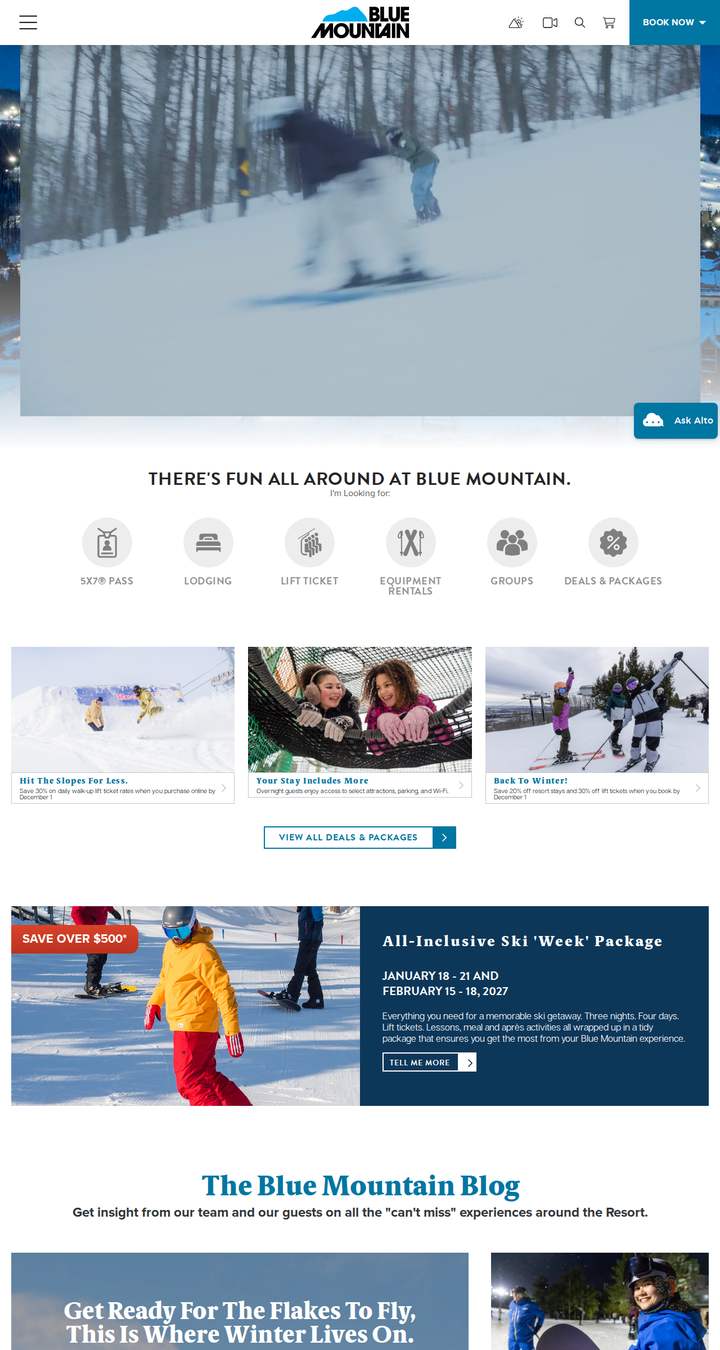 BLUE
MOUNTAIN
BOOK NOW
Ask Alto
THERE'S FUN ALL AROUND AT BLUE MOUNTAIN.
I'm Looking for:
5X7® PASS
LODGING
LIFT TICKET
EQUIPMENT
RENTALS
GROUPS
DEALS & PACKAGES
Hit The Slopes For Less.
Save 30% on daily walk-up lift ticket rates when you purchase online by
December 1
Your Stay Includes More
Overnight guests enjoy access to select attractions, parking, and Wi-Fi.
Back To Winter!
Save 20% off resort stays and 30% off lift tickets when you book by
December 1
VIEW ALL DEALS & PACKAGES
SAVE OVER $500*
All-Inclusive Ski 'Week' Package
JANUARY 18 - 21 AND
FEBRUARY 15 - 18, 2027
Everything you need for a memorable ski getaway. Three nights. Four days.
Lift tickets. Lessons, meal and après activities all wrapped up in a tidy
package that ensures you get the most from your Blue Mountain experience.
TELL ME MORE
The Blue Mountain Blog
Get insight from our team and our guests on all the "can't miss" experiences around the Resort.
Get Ready For The Flakes To Fly,
This Is Where Winter Lives On.